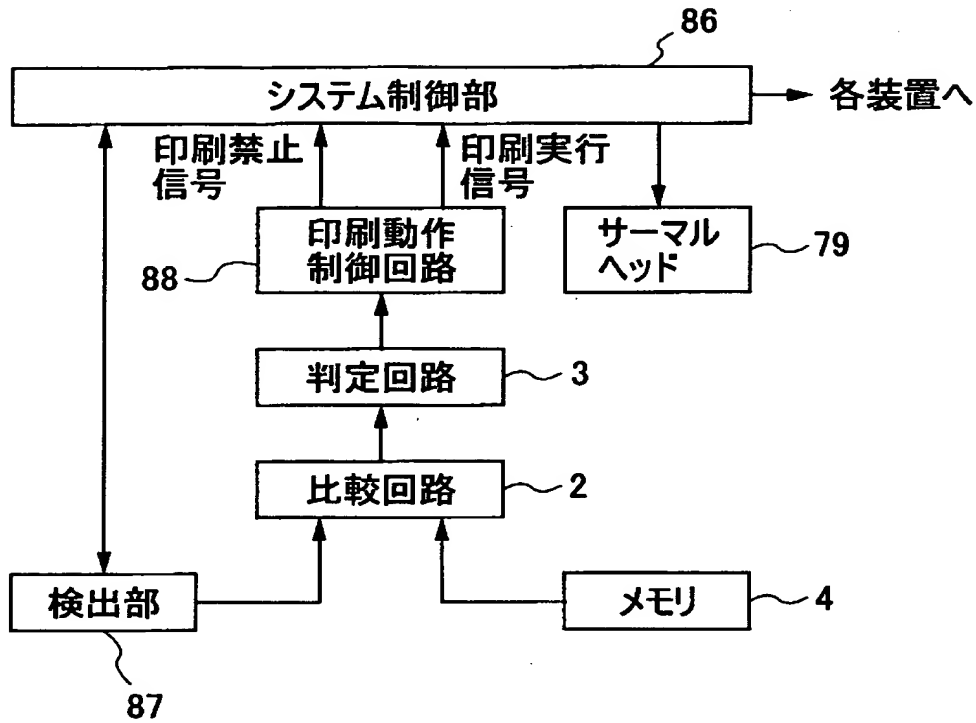 86
システム制御部
各装置へ
印刷禁止
信号
印刷実行
信号
印刷動作
制御回路
88
サーマル
ヘッド
79
判定回路
3
比較回路
2
検出部
87
メモリ
4